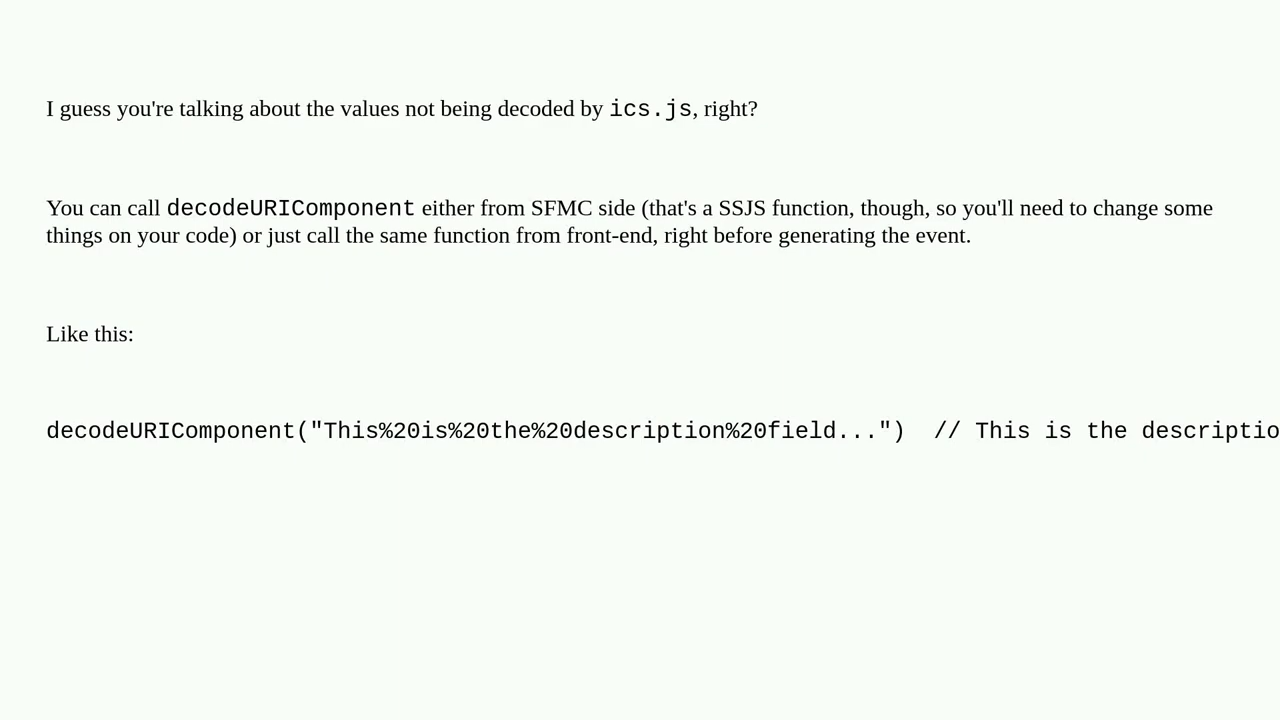 I guess you're talking about the values not being decoded by ics.js, right?
You can call decodeURIComponent either from SFMC side (that's a SSJS function, though, so you'll need to change some
things on your code) or just call the same function from front-end, right before generating the event.
Like this:
decodeURIComponent("This%20is%20the%20description%20field...")  // This is the descriptio